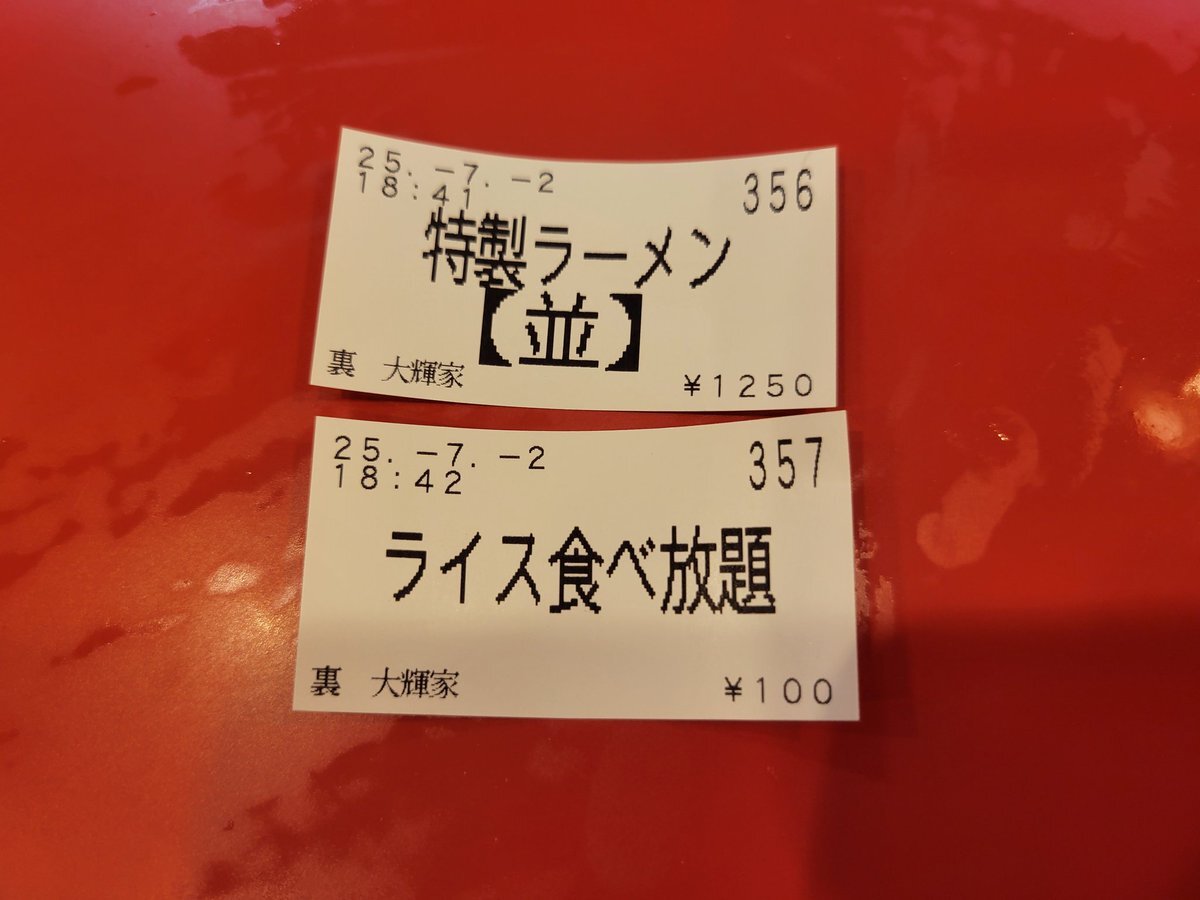 25.-7.-2
18:41
356
特製ラーメン
【並】
裏 大輝家
¥1250
25.-7.-2
18:42
357
ライス食べ放題
裏 大輝家
¥100